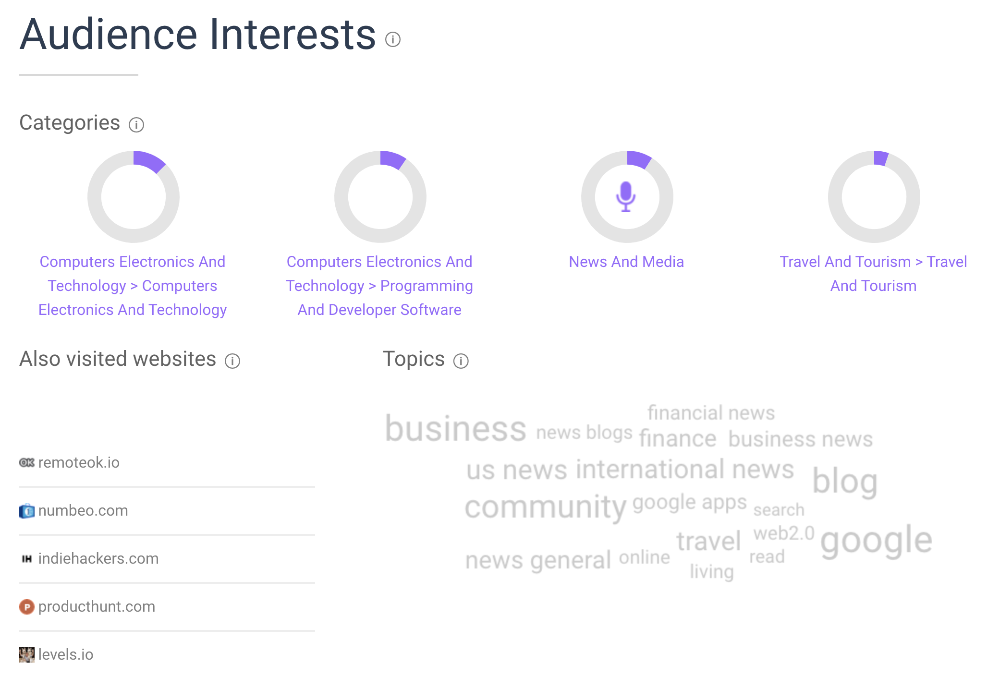 Audience Interests
Categories
Computers Electronics And
Technology > Computers
Electronics And Technology
Computers Electronics And
Technology > Programming
And Developer Software
News And Media
Travel And Tourism > Travel
And Tourism
Also visited websites
OK remoteok.io
numbeo.com
IH indiehackers.com
P producthunt.com
levels.io
Topics
financial news
business news blogs finance business news
us news international news blog
community google apps search
travel web2.0 google
news general online read
living